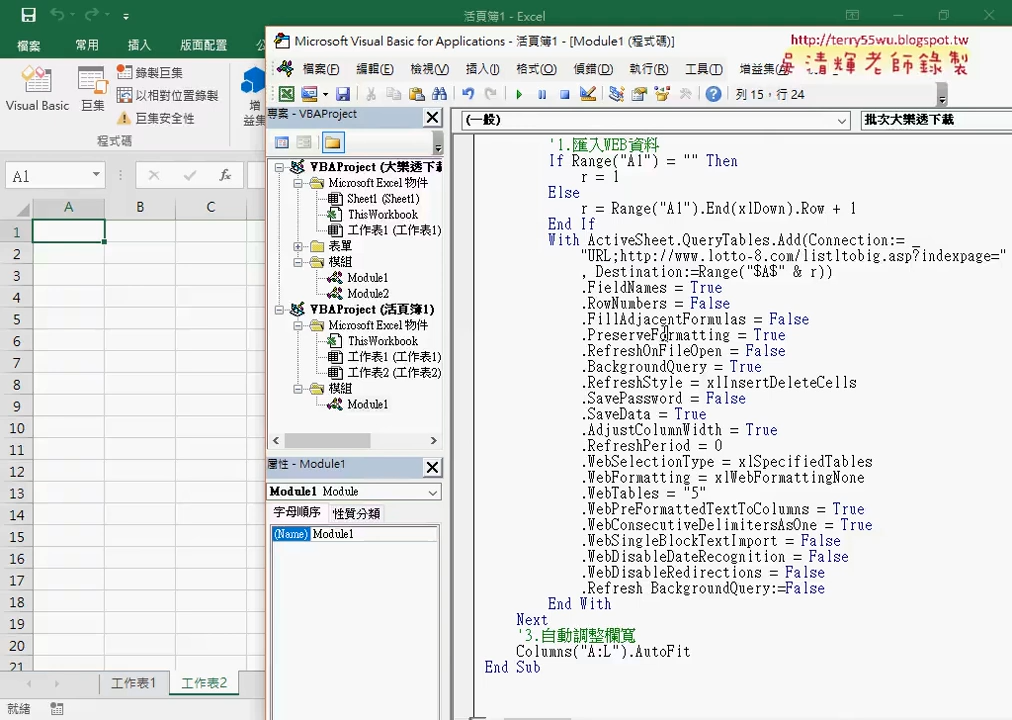 活頁簿1 - Excel
檔案 常用 插入 版面配置
Visual Basic
巨集
錄製巨集
以相對位置錄製
巨集安全性
程式碼
A1
fx
A B C
1
2
3
4
5
6
7
8
9
10
11
12
13
14
15
16
17
18
19
20
21
工作表1 工作表2
就緒
Microsoft Visual Basic for Applications - 活頁簿1 - [Module1 (程式碼)]
http://terry55wu.blogspot.tw
吳清輝老師錄製
檔案(F) 編輯(E) 檢視(V) 插入(I) 格式(O) 偵錯(D) 執行(R) 工具(T) 增益集(A)
列 15，行 24
專案 - VBAProject
VBAProject (大樂透下載
Microsoft Excel 物件
Sheet1 (Sheet1)
ThisWorkbook
工作表1 (工作表1)
表單
模組
Module1
Module2
VBAProject (活頁簿1)
Microsoft Excel 物件
ThisWorkbook
工作表1 (工作表1)
工作表2 (工作表2)
模組
Module1
屬性 - Module1
Module1 Module
字母順序 性質分類
(Name) Module1
(一般) 批次大樂透下載
'1.匯入WEB資料
If Range("A1") = "" Then
r = 1
Else
r = Range("A1").End(xlDown).Row + 1
End If
With ActiveSheet.QueryTables.Add(Connection:= _
"URL;http://www.lotto-8.com/listltobig.asp?indexpage="
, Destination:=Range("$A$" & r))
.FieldNames = True
.RowNumbers = False
.FillAdjacentFormulas = False
.PreserveFormatting = True
.RefreshOnFileOpen = False
.BackgroundQuery = True
.RefreshStyle = xlInsertDeleteCells
.SavePassword = False
.SaveData = True
.AdjustColumnWidth = True
.RefreshPeriod = 0
.WebSelectionType = xlSpecifiedTables
.WebFormatting = xlWebFormattingNone
.WebTables = "5"
.WebPreFormattedTextToColumns = True
.WebConsecutiveDelimitersAsOne = True
.WebSingleBlockTextImport = False
.WebDisableDateRecognition = False
.WebDisableRedirections = False
.Refresh BackgroundQuery:=False
End With
Next
'3.自動調整欄寬
Columns("A:L").AutoFit
End Sub